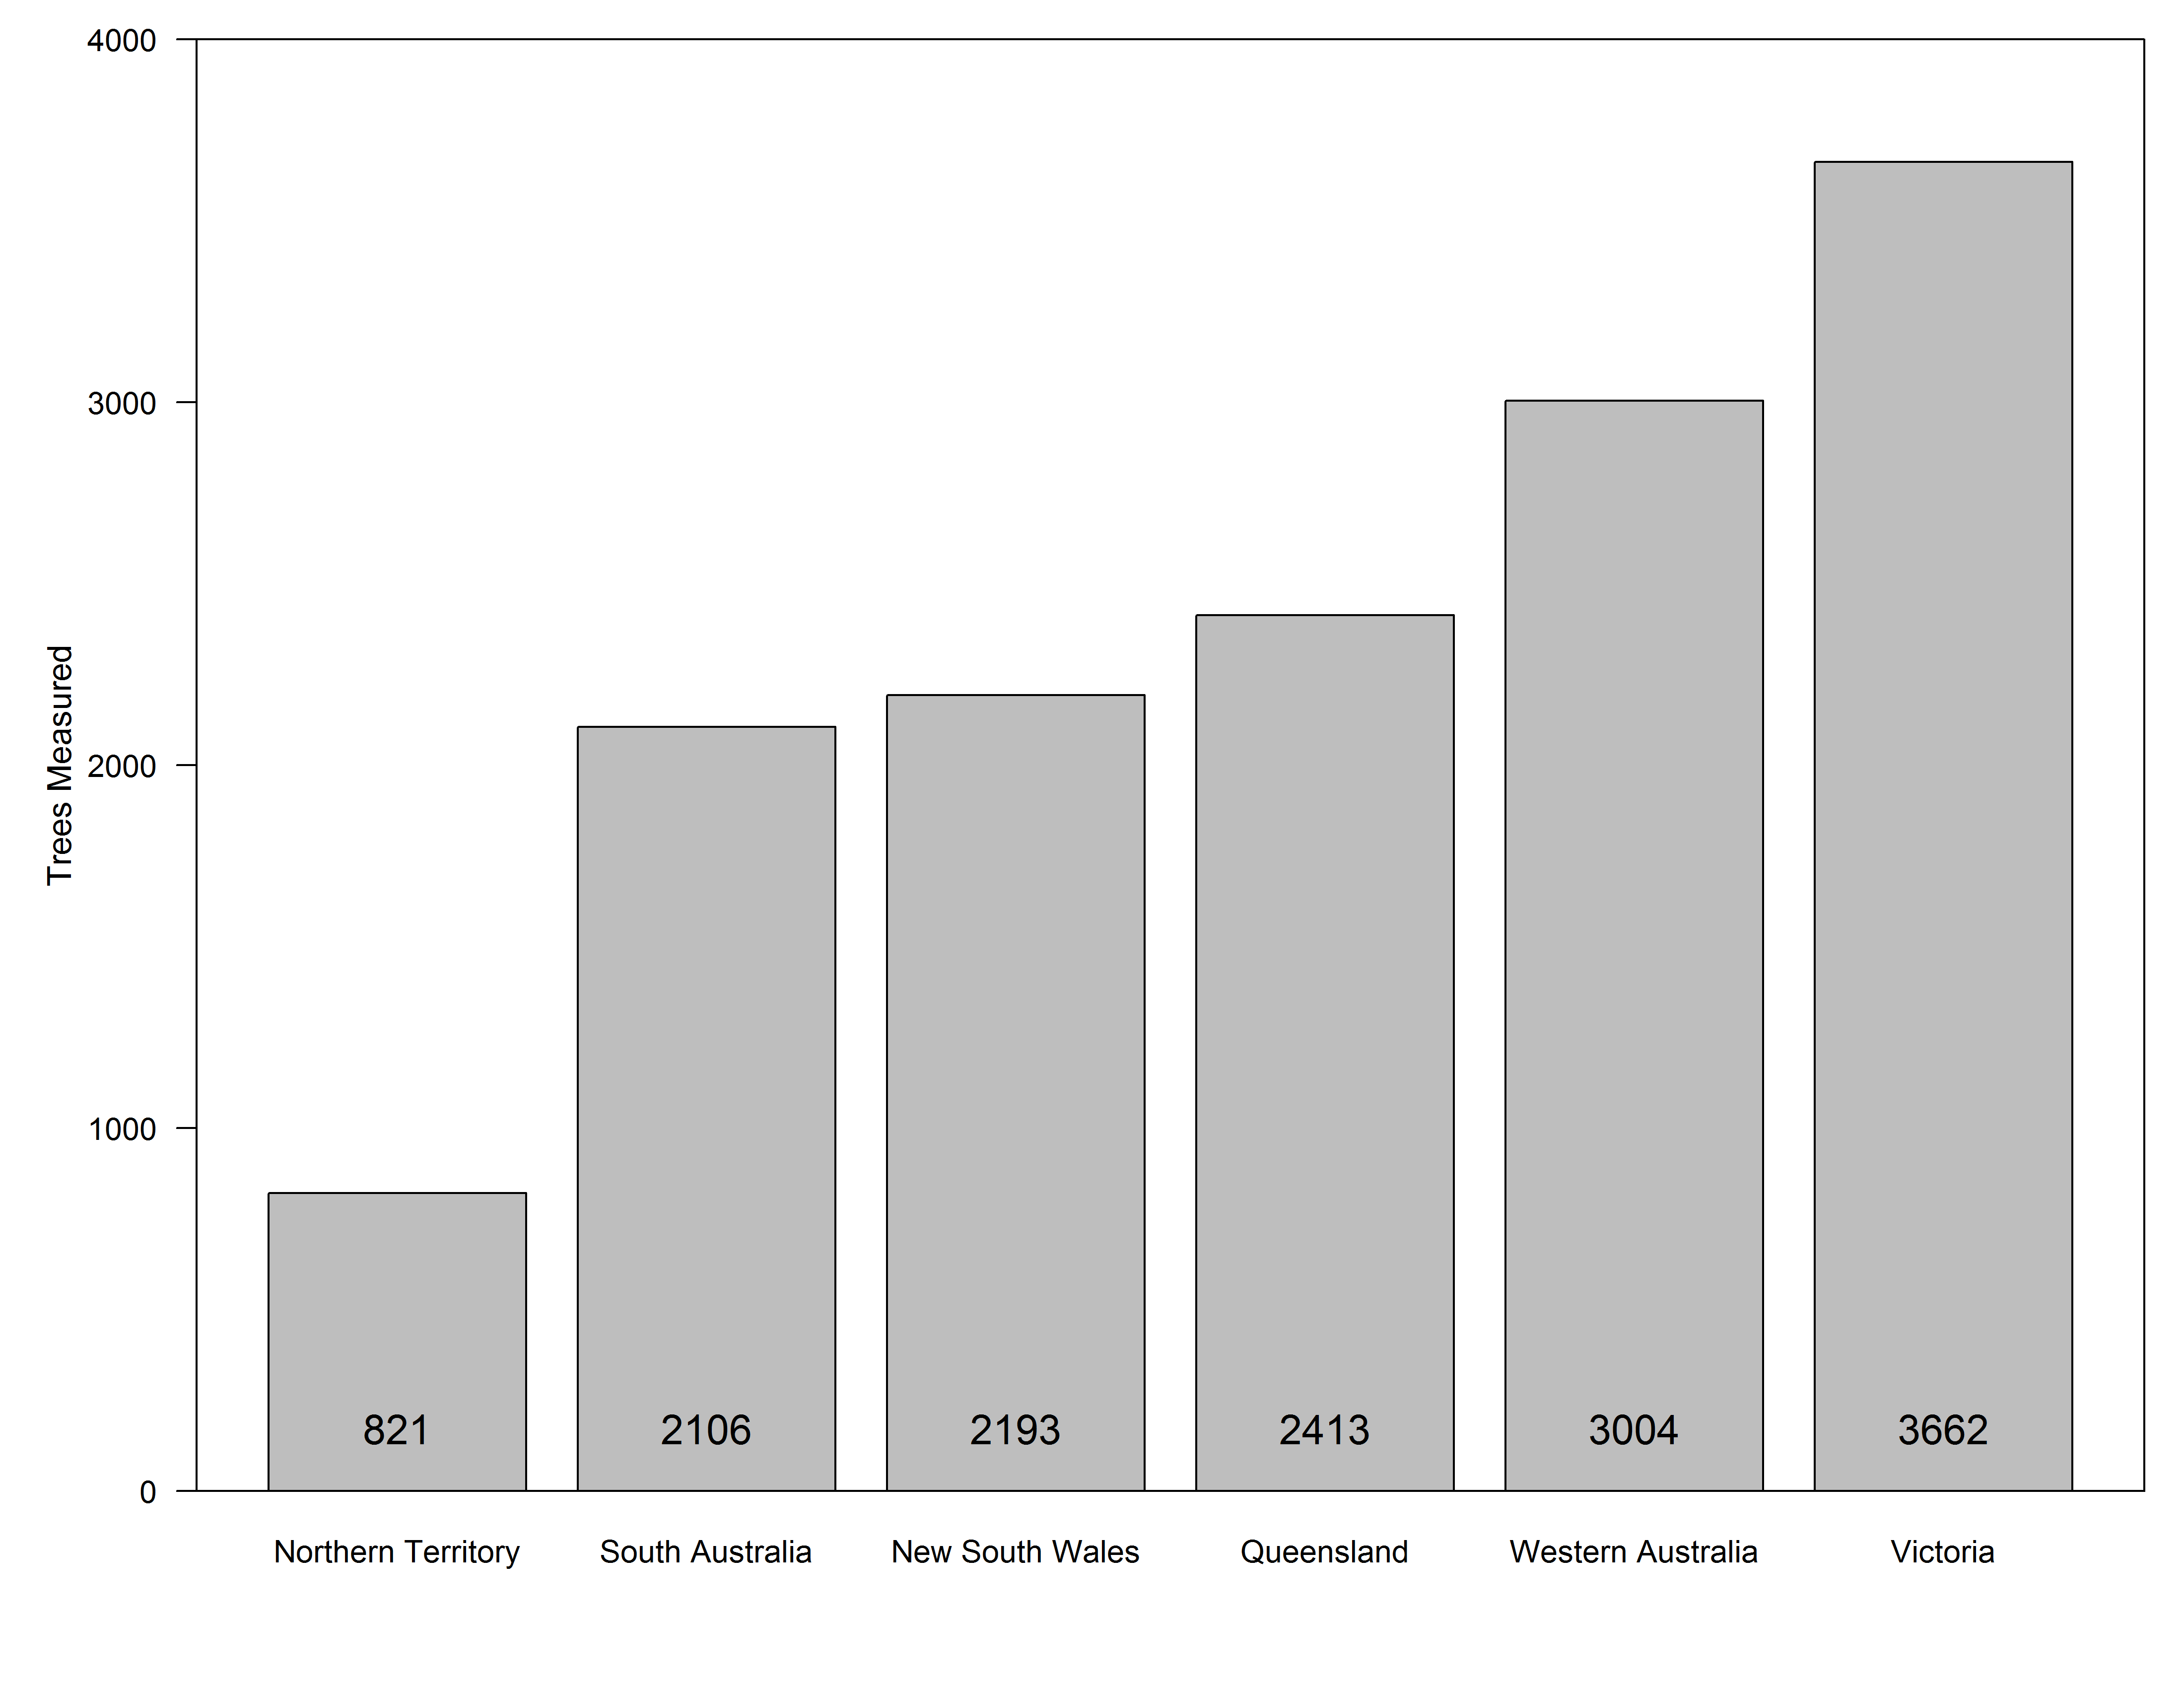 4000
3000
2000
1000
0
Trees Measured
821
2106
2193
2413
3004
3662
Northern Territory
South Australia
New South Wales
Queensland
Western Australia
Victoria